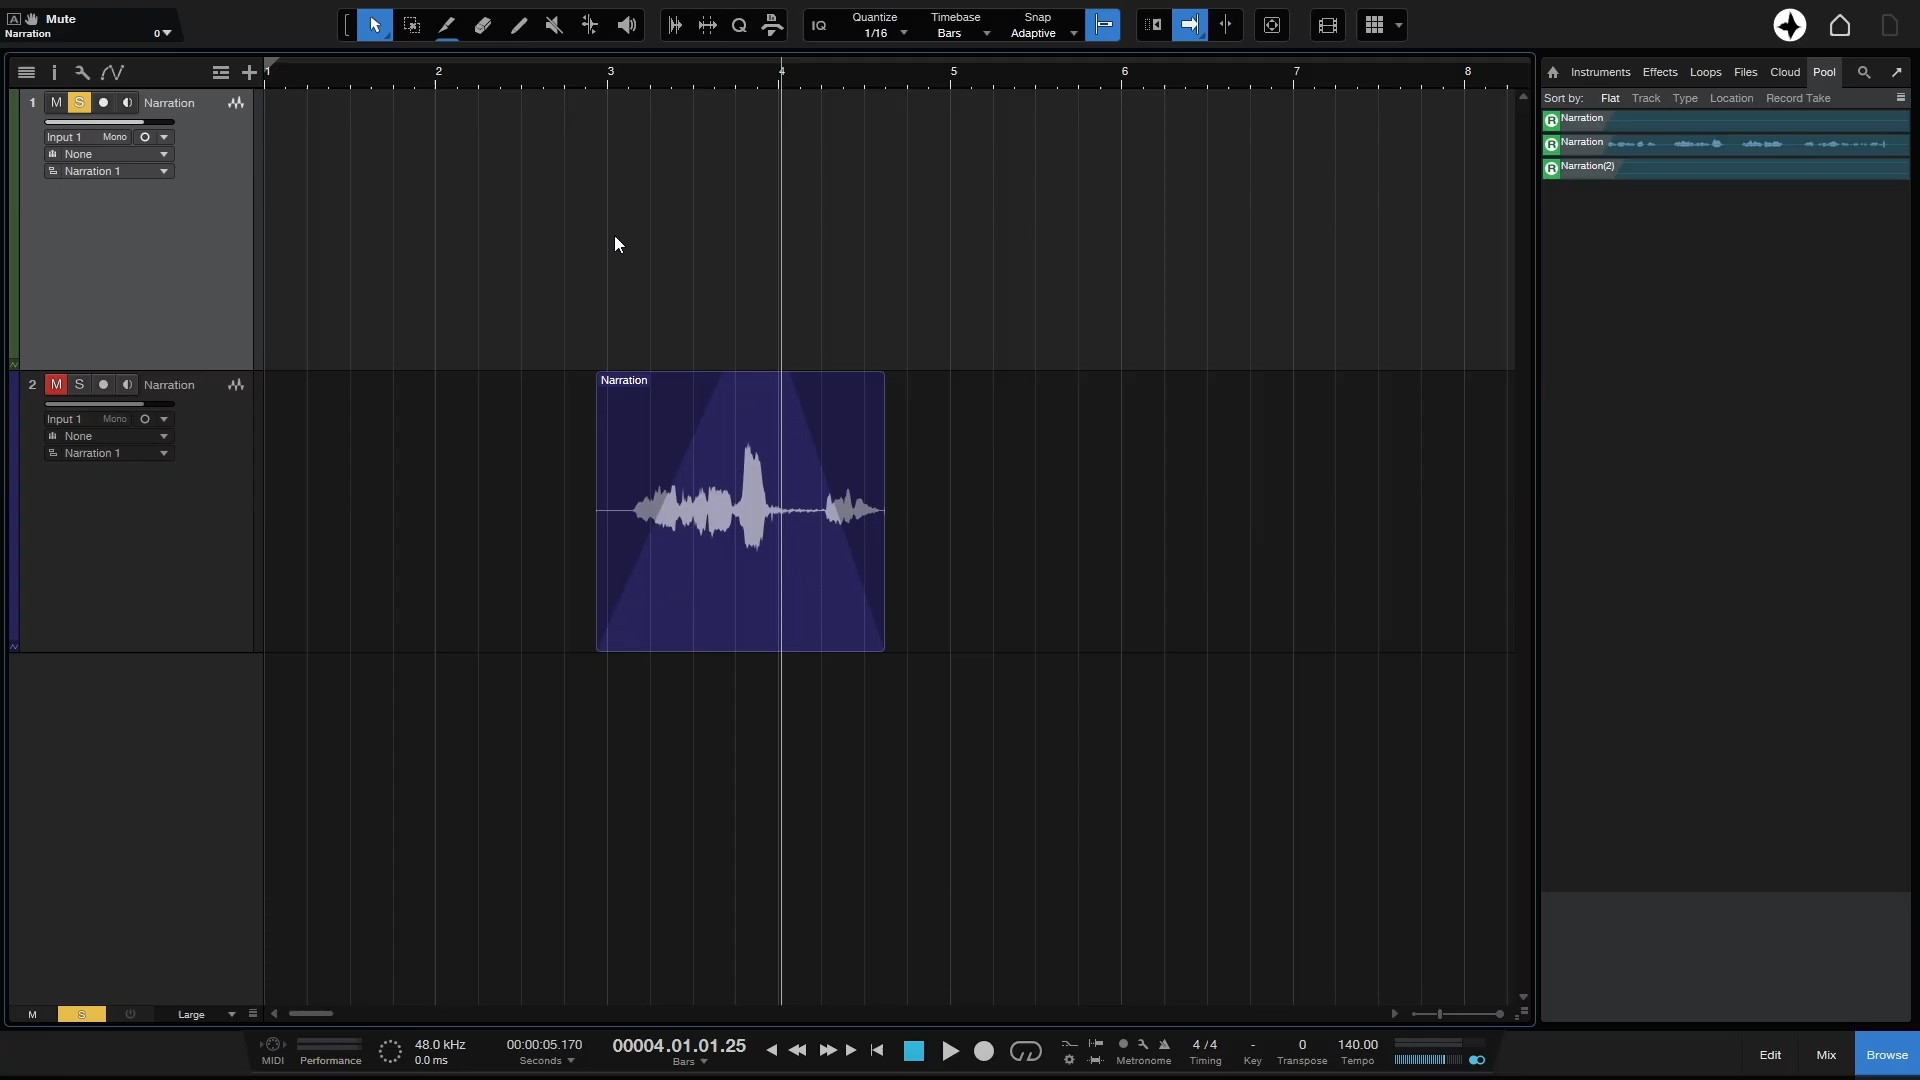 A Mute
Narration 0
IQ Quantize Timebase Snap
1/16 Bars Adaptive
1 2 3 4 5 6 7 8
Instruments Effects Loops Files Cloud Pool
Sort by: Flat Track Type Location Record Take
R Narration
R Narration
R Narration(2)
1 M S Narration
Input 1 Mono
None
Narration 1
2 M S Narration
Input 1 Mono
None
Narration 1
Narration
M S Large
MIDI Performance
48.0 kHz
0.0 ms
00:00:05.170
Seconds
00004.01.01.25
Bars
Metronome
4 / 4
Timing
-
Key
0
Transpose
140.00
Tempo
Edit Mix Browse